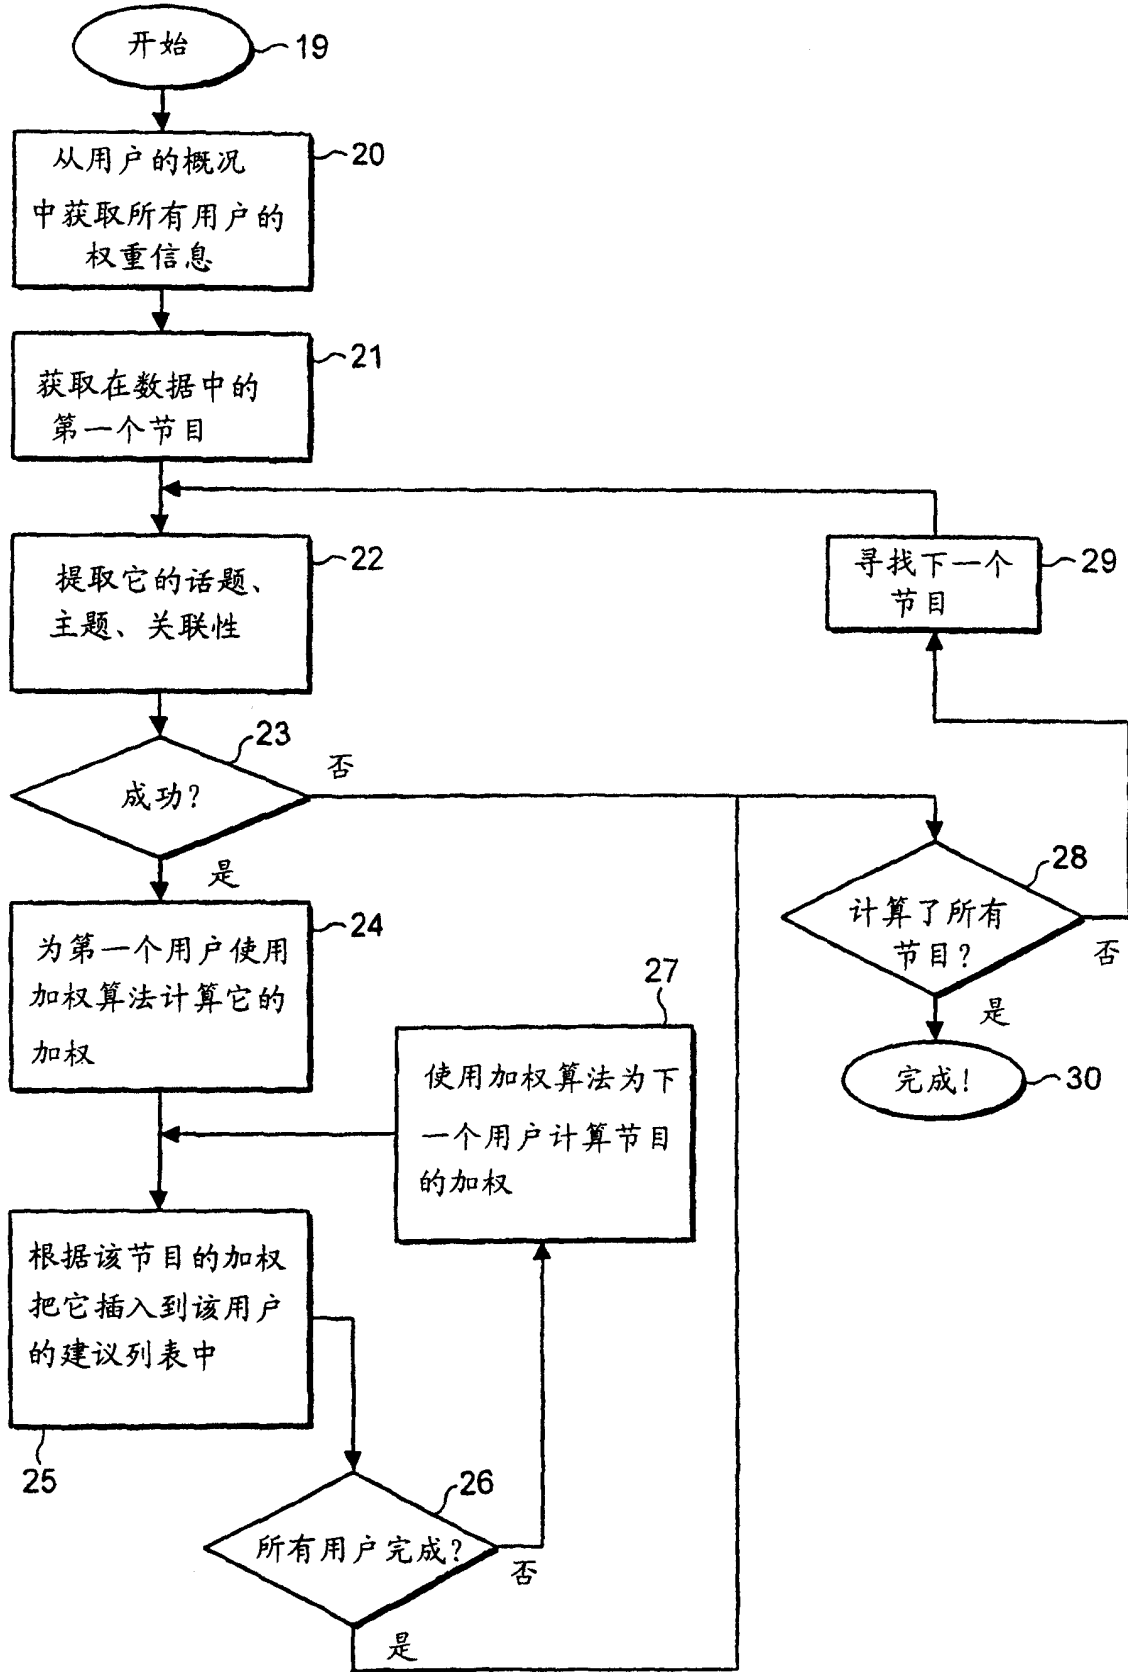 开始
19
从用户的概况
中获取所有用户的
权重信息
20
获取在数据中的
第一个节目
21
提取它的话题、
主题、关联性
22
寻找下一个
节目
29
成功?
23
否
是
计算了所有
节目?
28
否
是
为第一个用户使用
加权算法计算它的
加权
24
使用加权算法为下
一个用户计算节目
的加权
27
完成!
30
根据该节目的加权
把它插入到该用户
的建议列表中
25
所有用户完成?
26
否
是